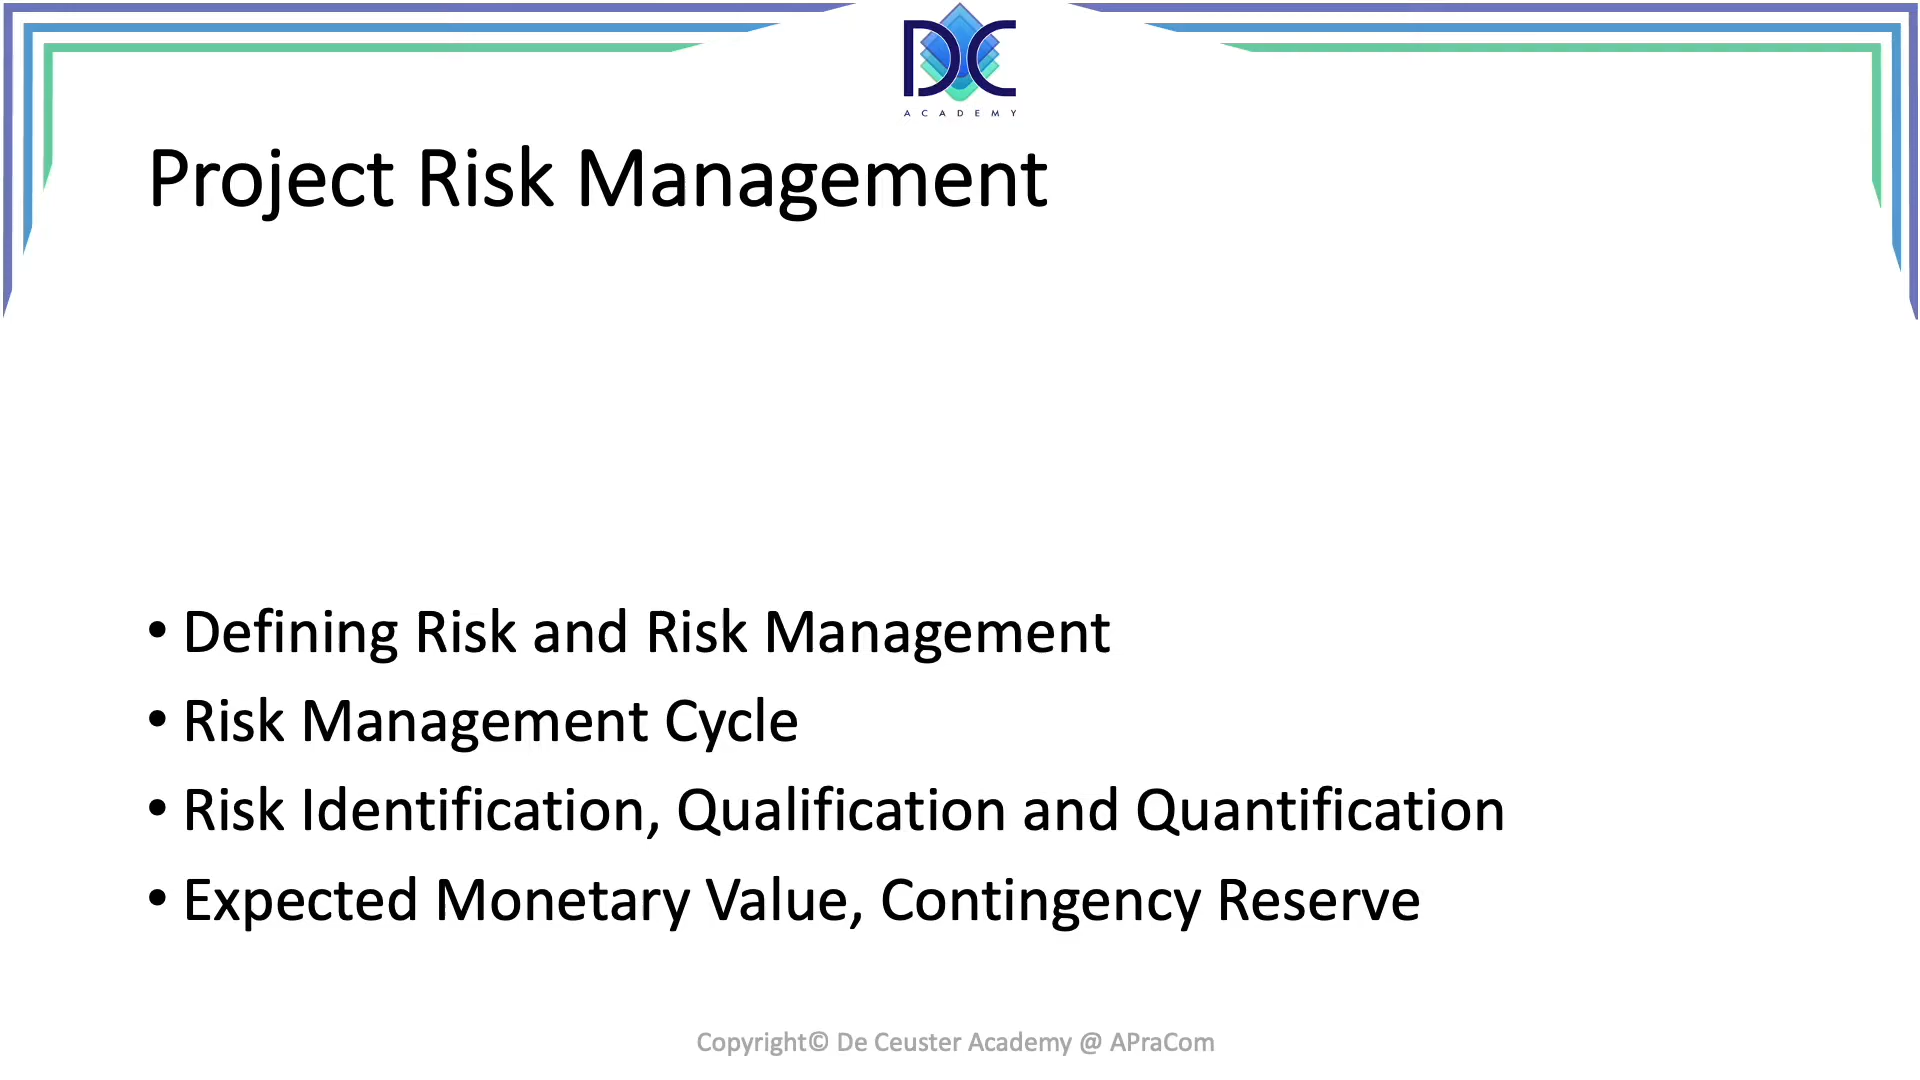 DC
ACADEMY
Project Risk Management
• Defining Risk and Risk Management
• Risk Management Cycle
• Risk Identification, Qualification and Quantification
• Expected Monetary Value, Contingency Reserve
Copyright© De Ceuster Academy @ APraCom